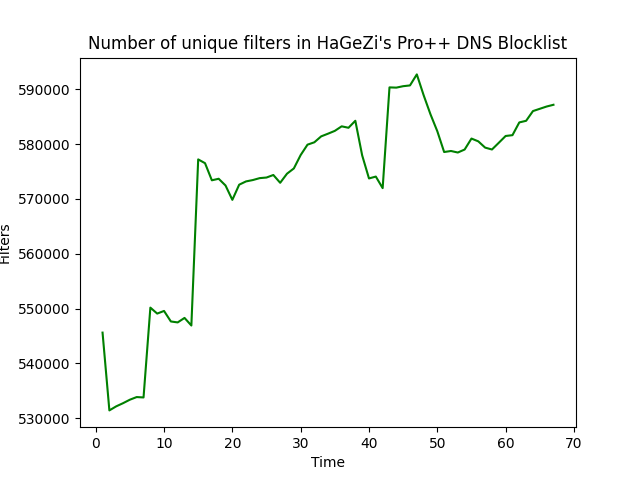 Number of unique filters in HaGeZi's Pro++ DNS Blocklist
590000
580000
570000
560000
550000
540000
530000
Filters
0 10 20 30 40 50 60 70
Time